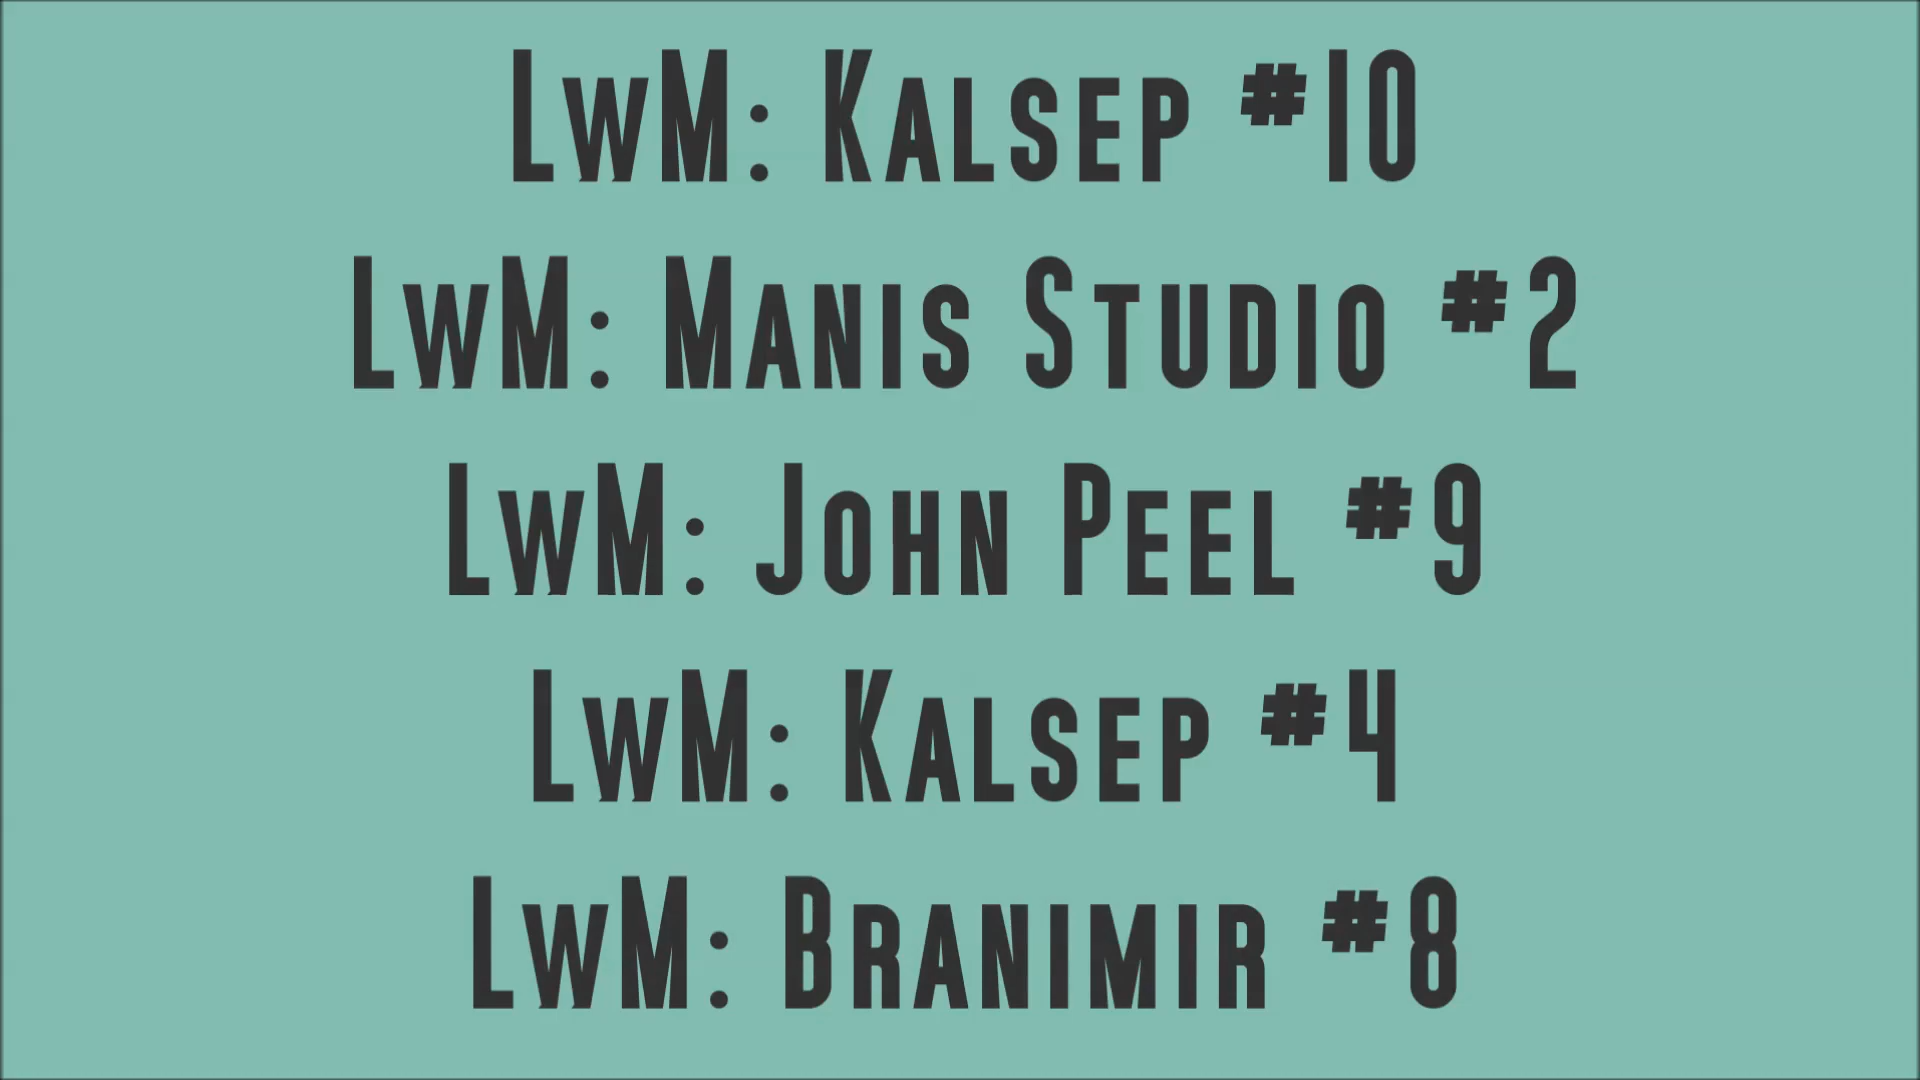 LwM: Kalsep #10
LwM: Manis Studio #2
LwM: John Peel #9
LwM: Kalsep #4
LwM: Branimir #8